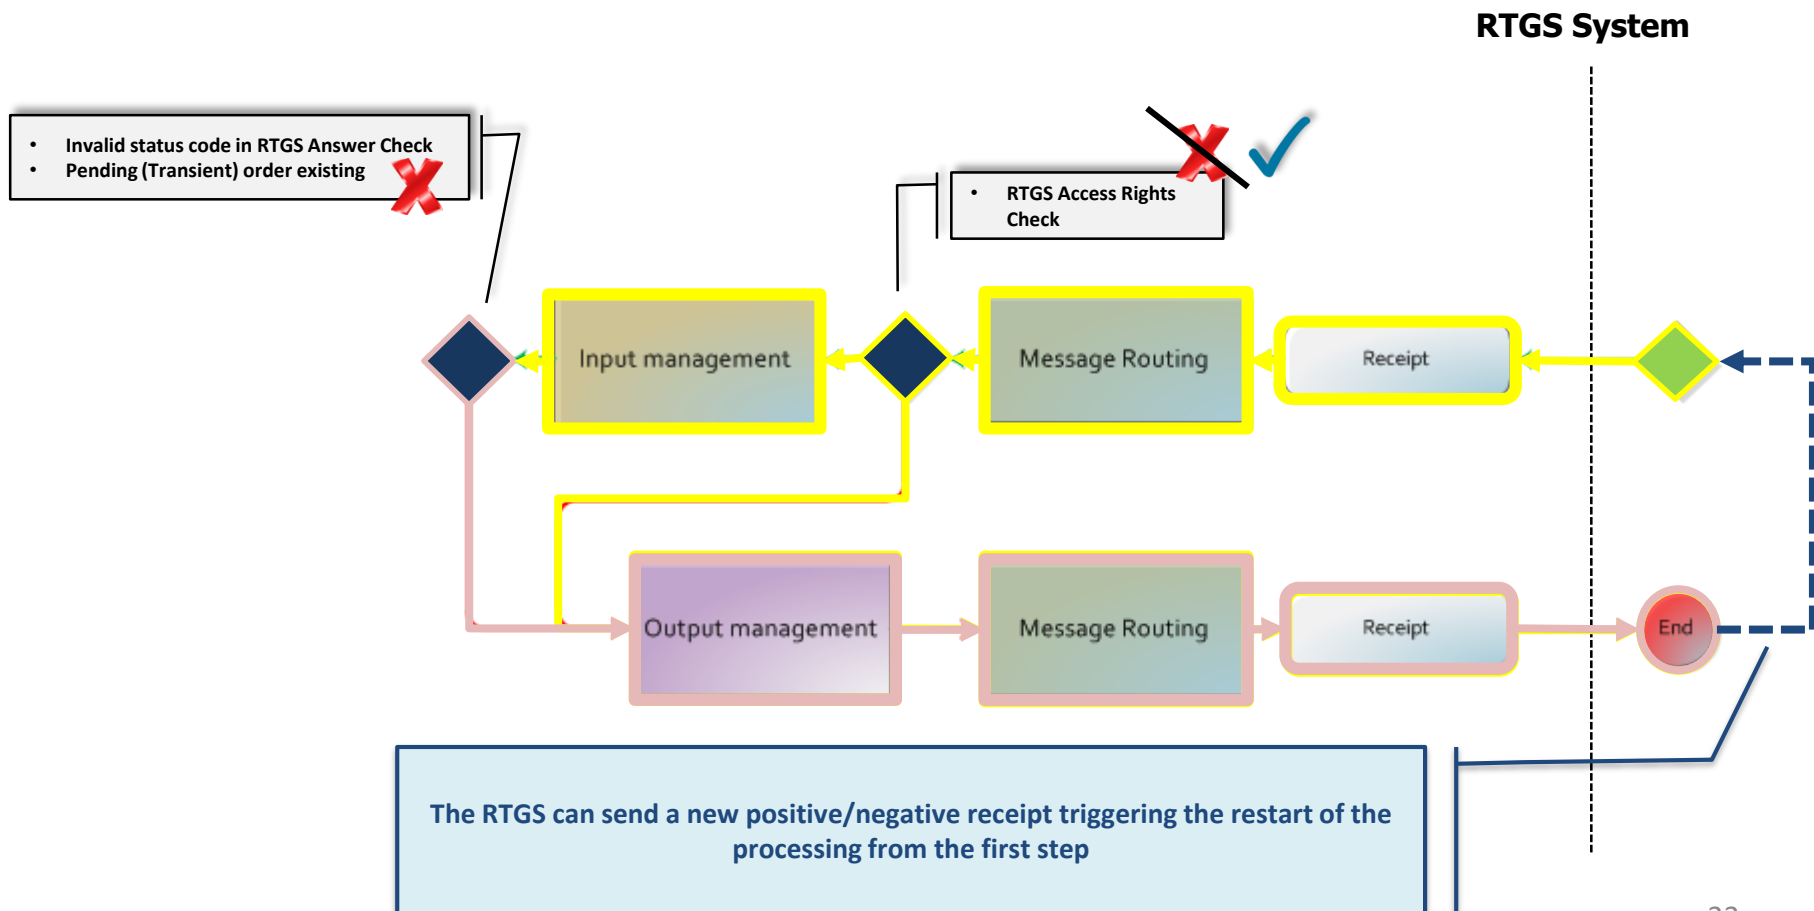 RTGS System
• Invalid status code in RTGS Answer Check
• Pending (Transient) order existing
• RTGS Access Rights
Check
Input management
Message Routing
Receipt
Output management
Message Routing
Receipt
End
The RTGS can send a new positive/negative receipt triggering the restart of the
processing from the first step